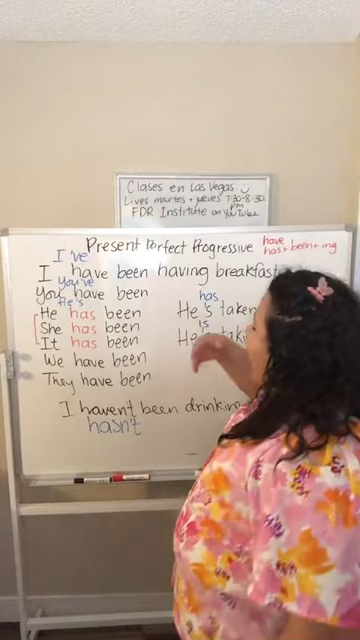 Clases en Las Vegas
Lives martes + jueves 7:30-8:30 pm
FDR Institute on YouTube
Present Perfect Progressive
have
has + been + ing
I've
I have been having breakfast
You've
You have been
He's
He has been
She has been
It has been
We have been
They have been
has
He's taken
is
He's
I haven't been drinking
hasn't